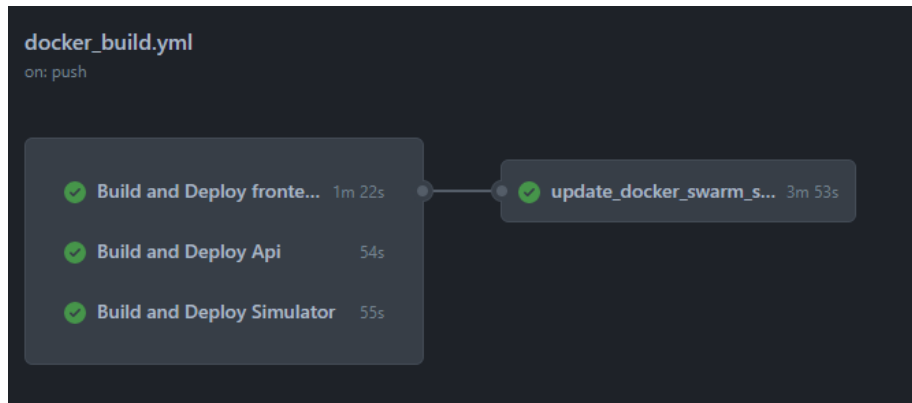 docker_build.yml
on: push
Build and Deploy fronte... 1m 22s
Build and Deploy Api 54s
Build and Deploy Simulator 55s
update_docker_swarm_s... 3m 53s